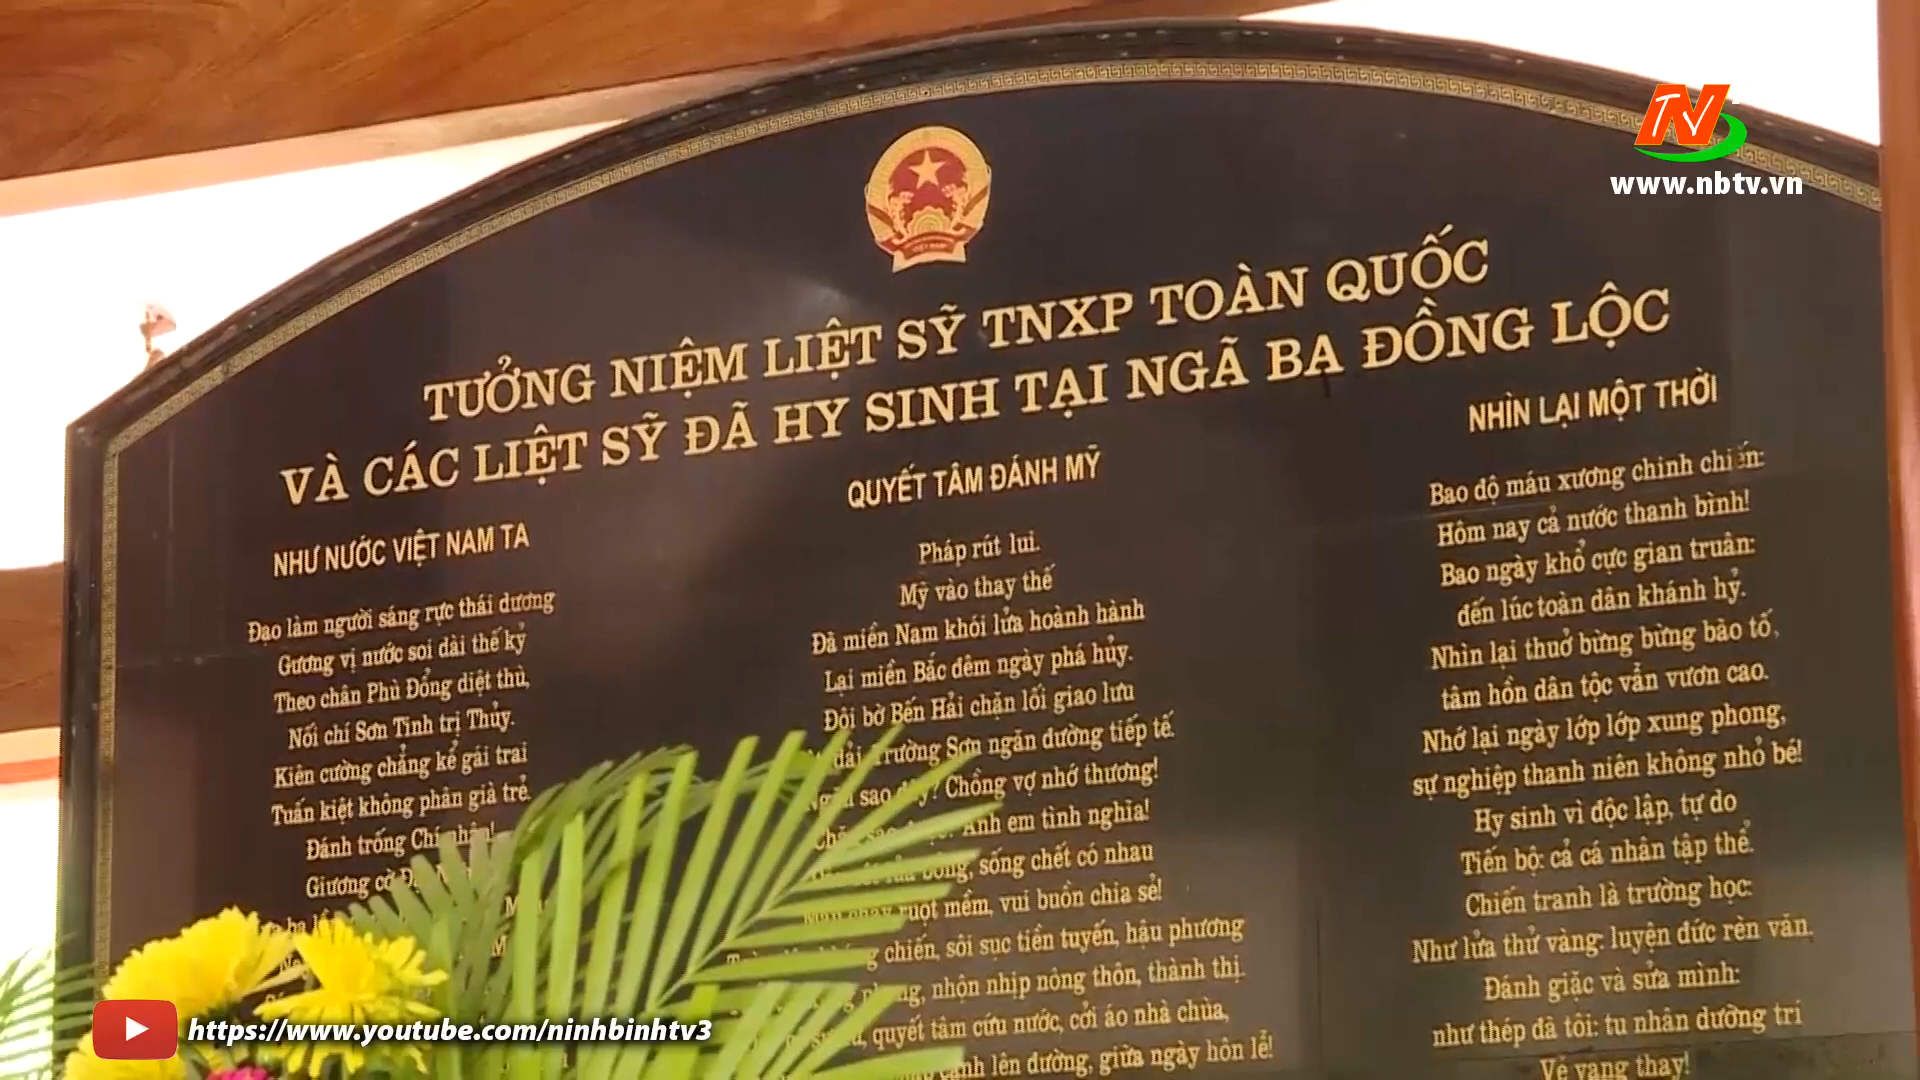 TVN
www.nbtv.vn
VIỆT NAM
TƯỞNG NIỆM LIỆT SỸ TNXP TOÀN QUỐC
VÀ CÁC LIỆT SỸ ĐÃ HY SINH TẠI NGÃ BA ĐỒNG LỘC
NHƯ NƯỚC VIỆT NAM TA
Đạo làm người sáng rực thái dương
Gương vị nước soi dài thế kỷ
Theo chân Phù Đổng diệt thù,
Nối chí Sơn Tinh trị Thủy.
Kiên cường chẳng kể gái trai
Tuấn kiệt không phân già trẻ.
Đánh trống Chí
Giương cờ
QUYẾT TÂM ĐÁNH MỸ
Pháp rút lui.
Mỹ vào thay thế
Đã miền Nam khói lửa hoành hành
Lại miền Bắc đêm ngày phá hủy.
Đôi bờ Bến Hải chặn lối giao lưu
dải Trường Sơn ngăn đường tiếp tế.
sao đây? Chồng vợ nhớ thương!
Anh em tình nghĩa!
bỏng, sống chết có nhau
ruột mềm, vui buồn chia sẻ!
chiến, sôi sục tiền tuyến, hậu phương
nhộn nhịp nông thôn, thành thị.
quyết tâm cứu nước, cởi áo nhà chùa,
lên đường, giữa ngày hôn lễ!
NHÌN LẠI MỘT THỜI
Bao độ máu xương chinh chiến:
Hôm nay cả nước thanh bình!
Bao ngày khổ cực gian truân:
đến lúc toàn dân khánh hỷ.
Nhìn lại thuở bừng bừng bão tố,
tâm hồn dân tộc vẫn vươn cao.
Nhớ lại ngày lớp lớp xung phong,
sự nghiệp thanh niên không nhỏ bé!
Hy sinh vì độc lập, tự do
Tiến bộ: cả cá nhân tập thể.
Chiến tranh là trường học:
Như lửa thử vàng: luyện đức rèn văn.
Đánh giặc và sửa mình:
như thép đã tôi: tu nhân dưỡng trí
Vẻ vang thay!
https://www.youtube.com/ninhbinhtv3